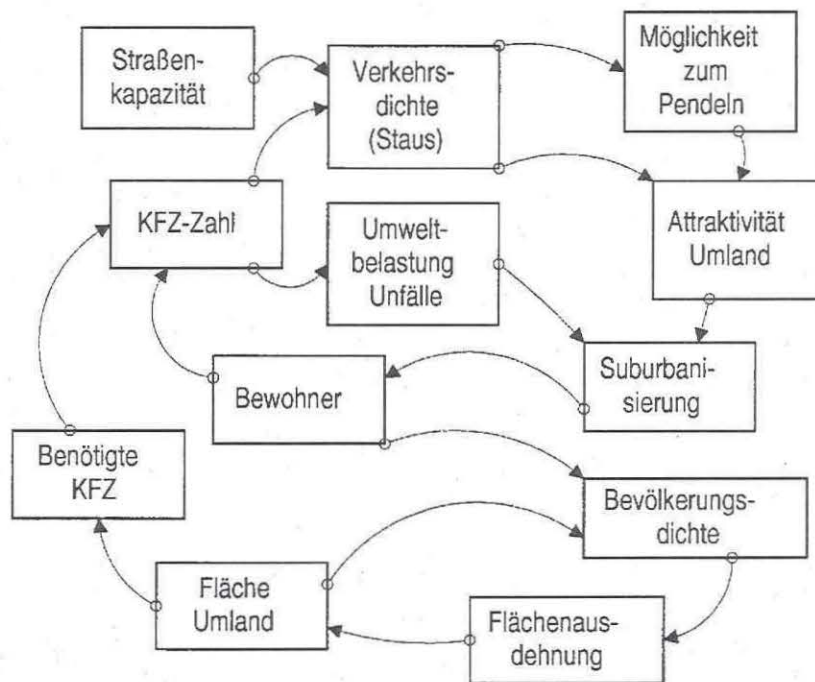 Straßen-
kapazität
Verkehrs-
dichte
(Staus)
Möglichkeit
zum
Pendeln
KFZ-Zahl
Umwelt-
belastung
Unfälle
Attraktivität
Umland
Bewohner
Suburbani-
sierung
Benötigte
KFZ
Bevölkerungs-
dichte
Fläche
Umland
Flächenaus-
dehnung